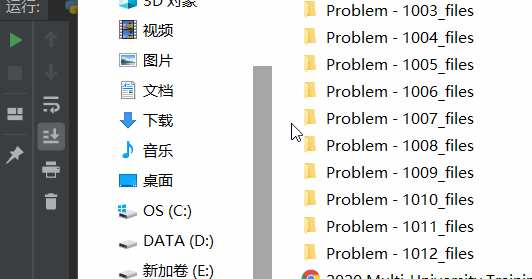 运行:
3D 对象
视频
图片
文档
下载
音乐
桌面
OS (C:)
DATA (D:)
新加卷 (E:)
Problem - 1003_files
Problem - 1004_files
Problem - 1005_files
Problem - 1006_files
Problem - 1007_files
Problem - 1008_files
Problem - 1009_files
Problem - 1010_files
Problem - 1011_files
Problem - 1012_files
2020 Multi-University Training